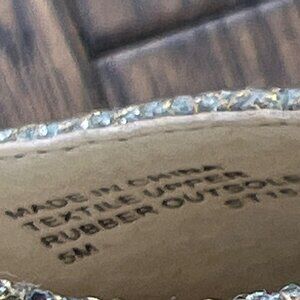 MADE IN CHINA
TEXTILE UPPER
RUBBER OUTSOLE
5M